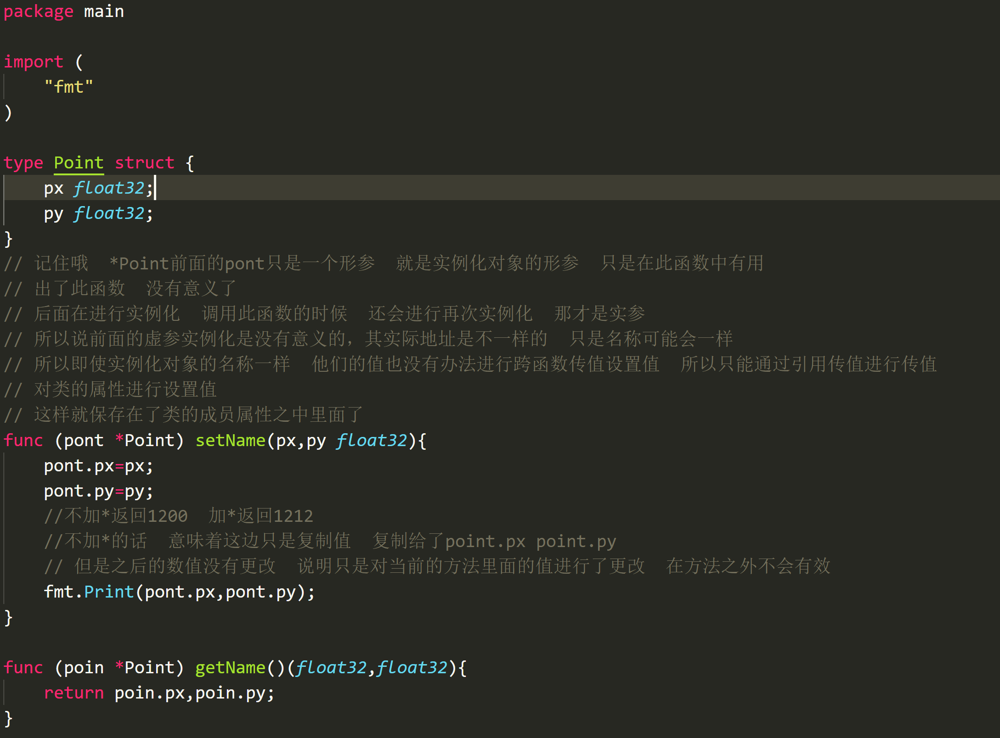 package main
import (
"fmt"
)
type Point struct {
px float32;
py float32;
}
// 记住哦  *Point前面的pont只是一个形参  就是实例化对象的形参  只是在此函数中有用
// 出了此函数  没有意义了
// 后面在进行实例化  调用此函数的时候  还会进行再次实例化  那才是实参
// 所以说前面的虚参实例化是没有意义的，其实际地址是不一样的  只是名称可能会一样
// 所以即使实例化对象的名称一样  他们的值也没有办法进行跨函数传值设置值  所以只能通过引用传值进行传值
// 对类的属性进行设置值
// 这样就保存在了类的成员属性之中里面了
func (pont *Point) setName(px,py float32){
pont.px=px;
pont.py=py;
//不加*返回1200  加*返回1212
//不加*的话  意味着这边只是复制值  复制给了point.px point.py
// 但是之后的数值没有更改  说明只是对当前的方法里面的值进行了更改  在方法之外不会有效
fmt.Print(pont.px,pont.py);
}
func (poin *Point) getName()(float32,float32){
return poin.px,poin.py;
}